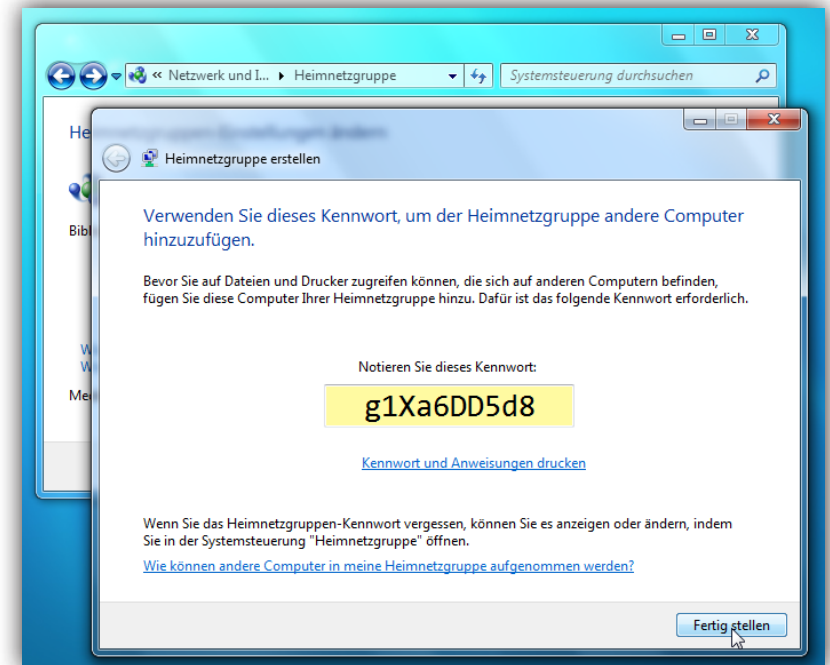 « Netzwerk und I... ▸ Heimnetzgruppe
Systemsteuerung durchsuchen
Heimnetzgruppe erstellen
Verwenden Sie dieses Kennwort, um der Heimnetzgruppe andere Computer
hinzuzufügen.
Bevor Sie auf Dateien und Drucker zugreifen können, die sich auf anderen Computern befinden,
fügen Sie diese Computer Ihrer Heimnetzgruppe hinzu. Dafür ist das folgende Kennwort erforderlich.
Notieren Sie dieses Kennwort:
g1Xa6DD5d8
Kennwort und Anweisungen drucken
Wenn Sie das Heimnetzgruppen-Kennwort vergessen, können Sie es anzeigen oder ändern, indem
Sie in der Systemsteuerung "Heimnetzgruppe" öffnen.
Wie können andere Computer in meine Heimnetzgruppe aufgenommen werden?
Fertig stellen